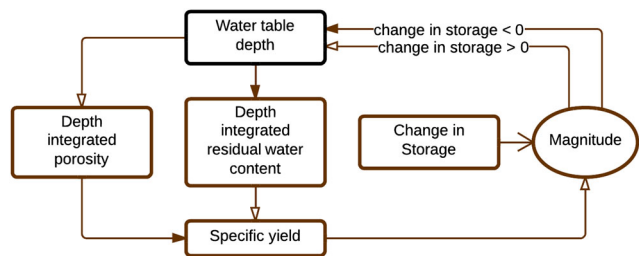 Water table
depth
change in storage < 0
change in storage > 0
Depth
integrated
porosity
Depth
integrated
residual water
content
Change in
Storage
Magnitude
Specific yield